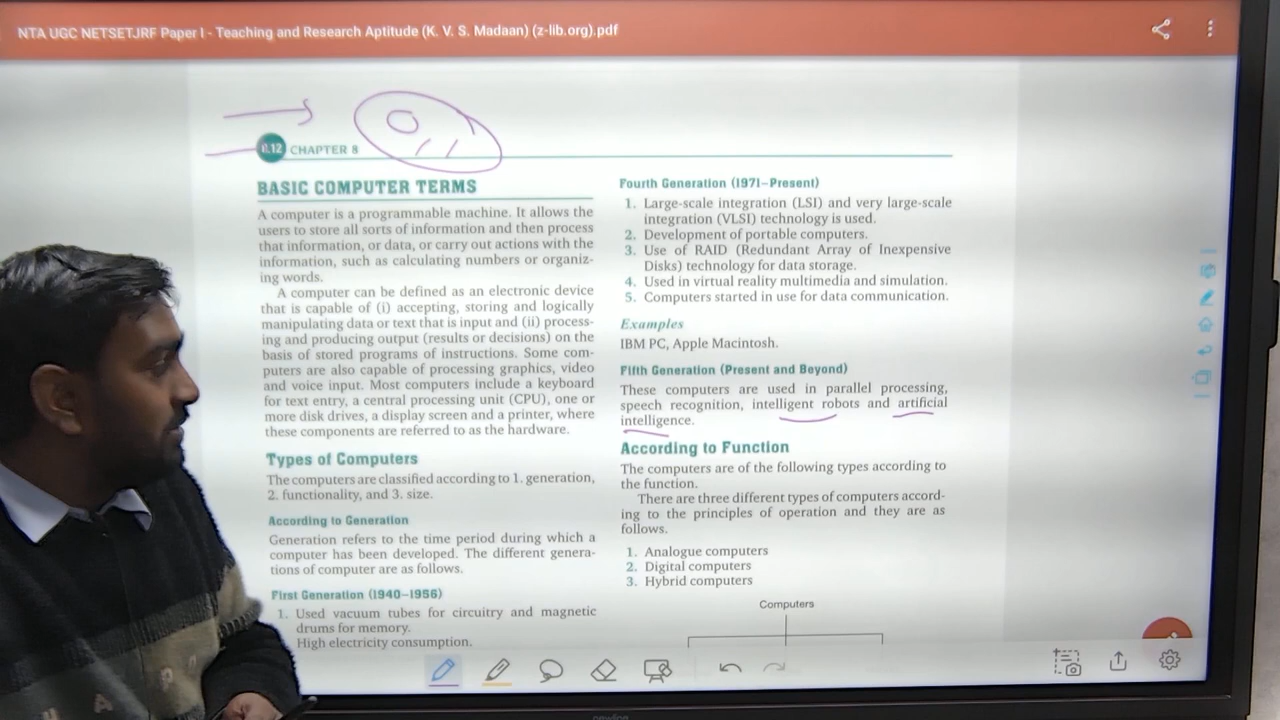 NTA UGC NETSETJRF Paper I - Teaching and Research Aptitude (K. V. S. Madaan) (z-lib.org).pdf
8.12 CHAPTER 8
BASIC COMPUTER TERMS
A computer is a programmable machine. It allows the
users to store all sorts of information and then process
that information, or data, or carry out actions with the
information, such as calculating numbers or organiz-
ing words.
A computer can be defined as an electronic device
that is capable of (i) accepting, storing and logically
manipulating data or text that is input and (ii) process-
ing and producing output (results or decisions) on the
basis of stored programs of instructions. Some com-
puters are also capable of processing graphics, video
and voice input. Most computers include a keyboard
for text entry, a central processing unit (CPU), one or
more disk drives, a display screen and a printer, where
these components are referred to as the hardware.
Types of Computers
The computers are classified according to 1. generation,
2. functionality, and 3. size.
According to Generation
Generation refers to the time period during which a
computer has been developed. The different genera-
tions of computer are as follows.
First Generation (1940–1956)
1. Used vacuum tubes for circuitry and magnetic
drums for memory.
High electricity consumption.
Fourth Generation (1971–Present)
1. Large-scale integration (LSI) and very large-scale
integration (VLSI) technology is used.
2. Development of portable computers.
3. Use of RAID (Redundant Array of Inexpensive
Disks) technology for data storage.
4. Used in virtual reality multimedia and simulation.
5. Computers started in use for data communication.
Examples
IBM PC, Apple Macintosh.
Fifth Generation (Present and Beyond)
These computers are used in parallel processing,
speech recognition, intelligent robots and artificial
intelligence.
According to Function
The computers are of the following types according to
the function.
There are three different types of computers accord-
ing to the principles of operation and they are as
follows.
1. Analogue computers
2. Digital computers
3. Hybrid computers
Computers